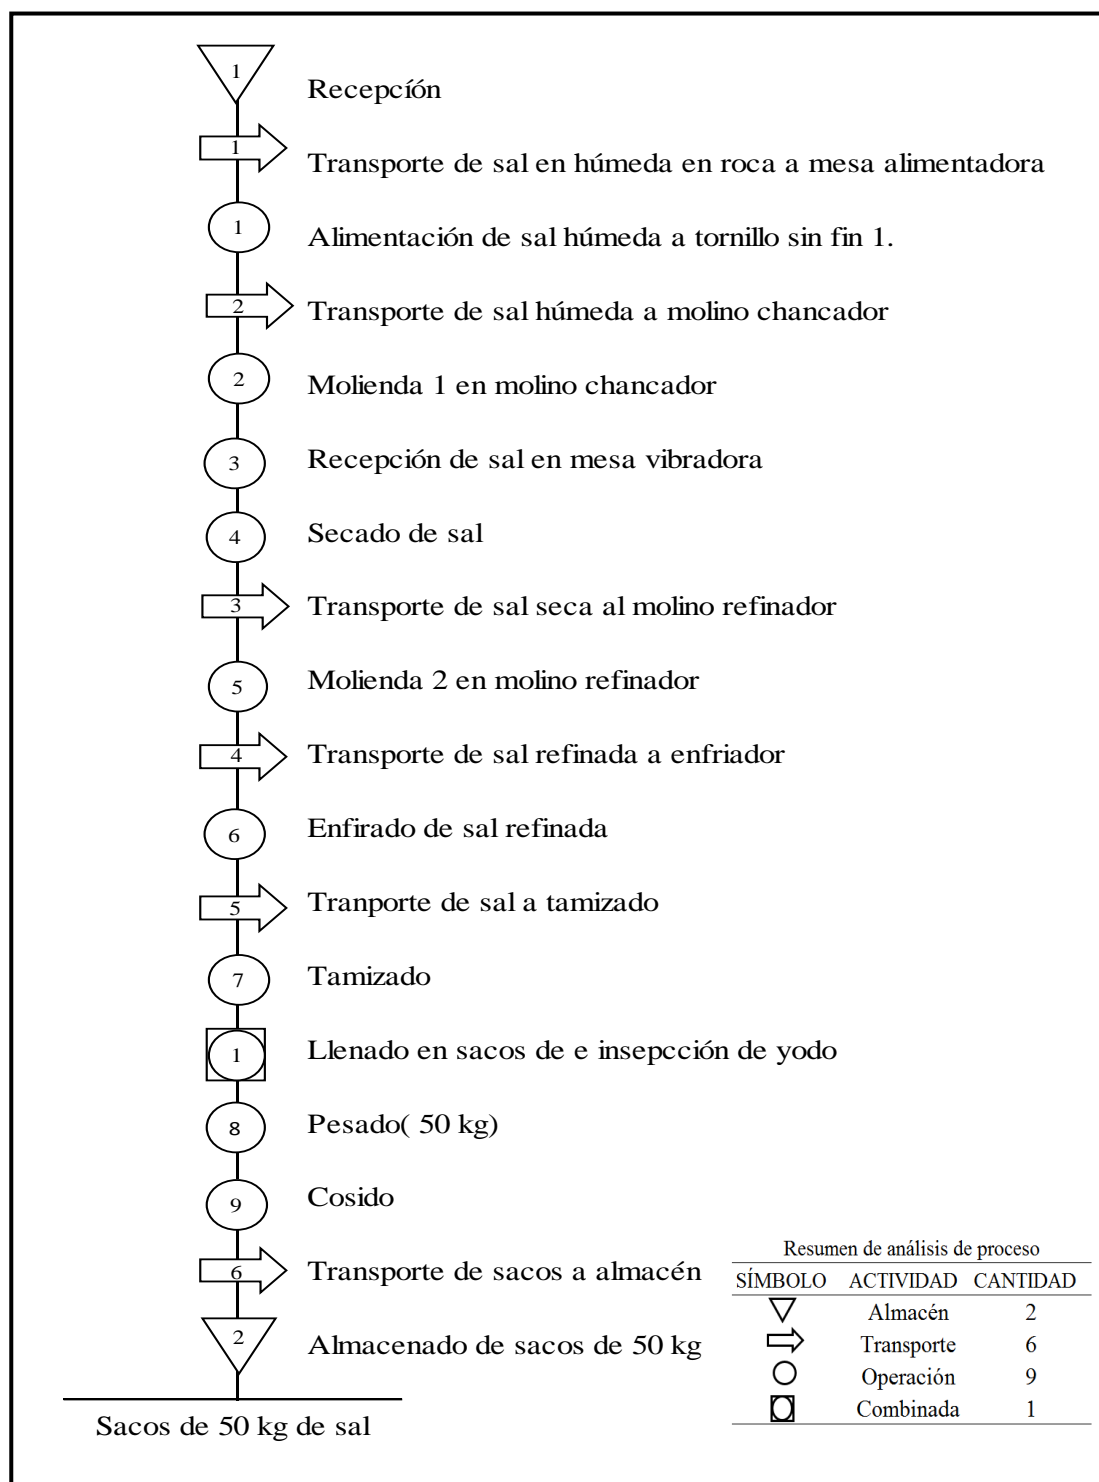 1 Recepcíón
1 Transporte de sal en húmeda en roca a mesa alimentadora
1 Alimentación de sal húmeda a tornillo sin fin 1.
2 Transporte de sal húmeda a molino chancador
2 Molienda 1 en molino chancador
3 Recepción de sal en mesa vibradora
4 Secado de sal
3 Transporte de sal seca al molino refinador
5 Molienda 2 en molino refinador
4 Transporte de sal refinada a enfriador
6 Enfirado de sal refinada
5 Tranporte de sal a tamizado
7 Tamizado
1 Llenado en sacos de e insepcción de yodo
8 Pesado( 50 kg)
9 Cosido
6 Transporte de sacos a almacén
2 Almacenado de sacos de 50 kg
Sacos de 50 kg de sal
Resumen de análisis de proceso
SÍMBOLO ACTIVIDAD CANTIDAD
Almacén 2
Transporte 6
Operación 9
Combinada 1